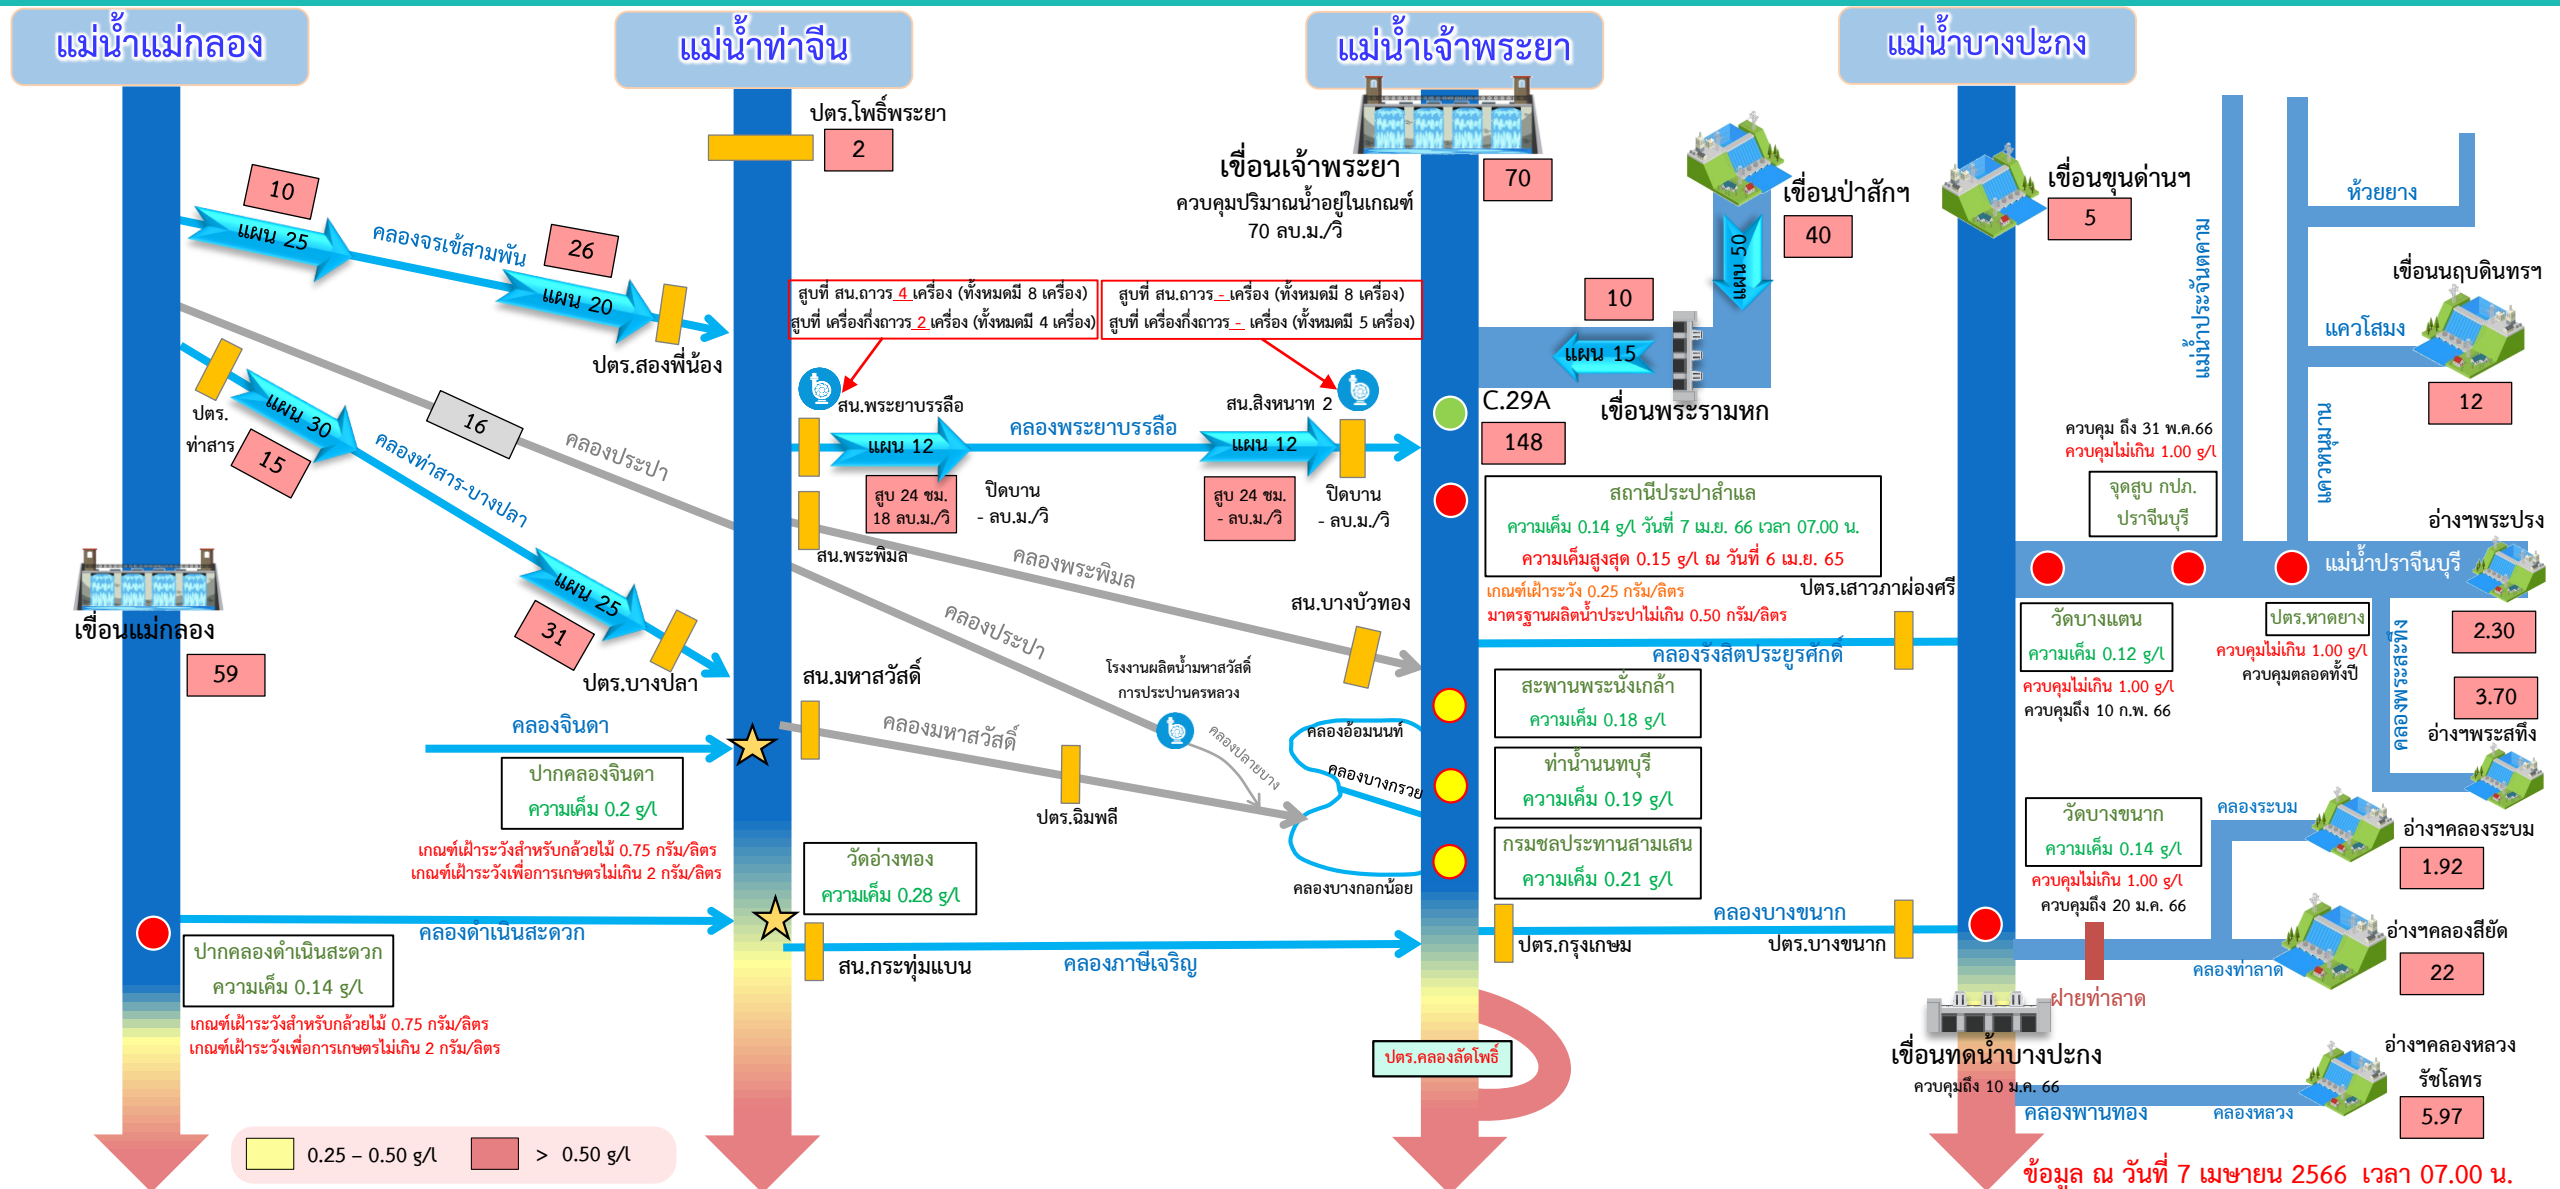 แม่น้ำแม่กลอง
แม่น้ำท่าจีน
แม่น้ำเจ้าพระยา
แม่น้ำบางปะกง
10
แผน 25
คลองจรเข้สามพัน
26
แผน 20
ปตร.สองพี่น้อง
ปตร.
ท่าสาร
แผน 30
15
16
คลองประปา
คลองท่าสาร-บางปลา
แผน 25
31
ปตร.บางปลา
เขื่อนแม่กลอง
59
คลองจินดา
ปากคลองจินดา
ความเค็ม 0.2 g/l
เกณฑ์เฝ้าระวังสำหรับกล้วยไม้ 0.75 กรัม/ลิตร
เกณฑ์เฝ้าระวังเพื่อการเกษตรไม่เกิน 2 กรัม/ลิตร
คลองดำเนินสะดวก
ปากคลองดำเนินสะดวก
ความเค็ม 0.14 g/l
เกณฑ์เฝ้าระวังสำหรับกล้วยไม้ 0.75 กรัม/ลิตร
เกณฑ์เฝ้าระวังเพื่อการเกษตรไม่เกิน 2 กรัม/ลิตร
0.25 – 0.50 g/l
> 0.50 g/l
ปตร.โพธิ์พระยา
2
สูบที่ สน.ถาวร 4 เครื่อง (ทั้งหมดมี 8 เครื่อง)
สูบที่ เครื่องกึ่งถาวร 2 เครื่อง (ทั้งหมดมี 4 เครื่อง)
สูบที่ สน.ถาวร - เครื่อง (ทั้งหมดมี 8 เครื่อง)
สูบที่ เครื่องกึ่งถาวร - เครื่อง (ทั้งหมดมี 5 เครื่อง)
สน.พระยาบรรลือ
แผน 12
คลองพระยาบรรลือ
สน.สิงหนาท 2
แผน 12
สูบ 24 ชม.
18 ลบ.ม./วิ
ปิดบาน
- ลบ.ม./วิ
สูบ 24 ชม.
- ลบ.ม./วิ
ปิดบาน
- ลบ.ม./วิ
สน.พระพิมล
คลองพระพิมล
สน.บางบัวทอง
คลองประปา
โรงงานผลิตน้ำมหาสวัสดิ์
การประปานครหลวง
สน.มหาสวัสดิ์
คลองมหาสวัสดิ์
คลองปลายบาง
ปตร.ฉิมพลี
คลองอ้อมนนท์
คลองบางกรวย
คลองบางกอกน้อย
วัดอ่างทอง
ความเค็ม 0.28 g/l
สน.กระทุ่มแบน
คลองภาษีเจริญ
เขื่อนเจ้าพระยา
ควบคุมปริมาณน้ำอยู่ในเกณฑ์
70 ลบ.ม./วิ
70
เขื่อนป่าสักฯ
40
แผน 50
10
แผน 15
เขื่อนพระรามหก
C.29A
148
สถานีประปาสำแล
ความเค็ม 0.14 g/l วันที่ 7 เม.ย. 66 เวลา 07.00 น.
ความเค็มสูงสุด 0.15 g/l ณ วันที่ 6 เม.ย. 65
เกณฑ์เฝ้าระวัง 0.25 กรัม/ลิตร
มาตรฐานผลิตน้ำประปาไม่เกิน 0.50 กรัม/ลิตร
ปตร.เสาวภาผ่องศรี
คลองรังสิตประยูรศักดิ์
สะพานพระนั่งเกล้า
ความเค็ม 0.18 g/l
ท่าน้ำนนทบุรี
ความเค็ม 0.19 g/l
กรมชลประทานสามเสน
ความเค็ม 0.21 g/l
ปตร.กรุงเกษม
คลองบางขนาก
ปตร.บางขนาก
ปตร.คลองลัดโพธิ์
เขื่อนขุนด่านฯ
5
แม่น้ำประจันตคาม
ห้วยยาง
เขื่อนนฤบดินทรฯ
แควโสมง
12
แควหนุมาน
ควบคุม ถึง 31 พ.ค.66
ควบคุมไม่เกิน 1.00 g/l
จุดสูบ กปภ.
ปราจีนบุรี
อ่างฯพระปรง
แม่น้ำปราจีนบุรี
2.30
วัดบางแตน
ความเค็ม 0.12 g/l
ควบคุมไม่เกิน 1.00 g/l
ควบคุมถึง 10 ก.พ. 66
ปตร.หาดยาง
ควบคุมไม่เกิน 1.00 g/l
ควบคุมตลอดทั้งปี
คลองพระสะทึง
3.70
อ่างฯพระสทึง
วัดบางขนาก
ความเค็ม 0.14 g/l
ควบคุมไม่เกิน 1.00 g/l
ควบคุมถึง 20 ม.ค. 66
คลองระบม
อ่างฯคลองระบม
1.92
อ่างฯคลองสียัด
22
คลองท่าลาด
ฝายท่าลาด
เขื่อนทดน้ำบางปะกง
ควบคุมถึง 10 ม.ค. 66
คลองพานทอง
คลองหลวง
อ่างฯคลองหลวง
รัชโลทร
5.97
ข้อมูล ณ วันที่ 7 เมษายน 2566 เวลา 07.00 น.